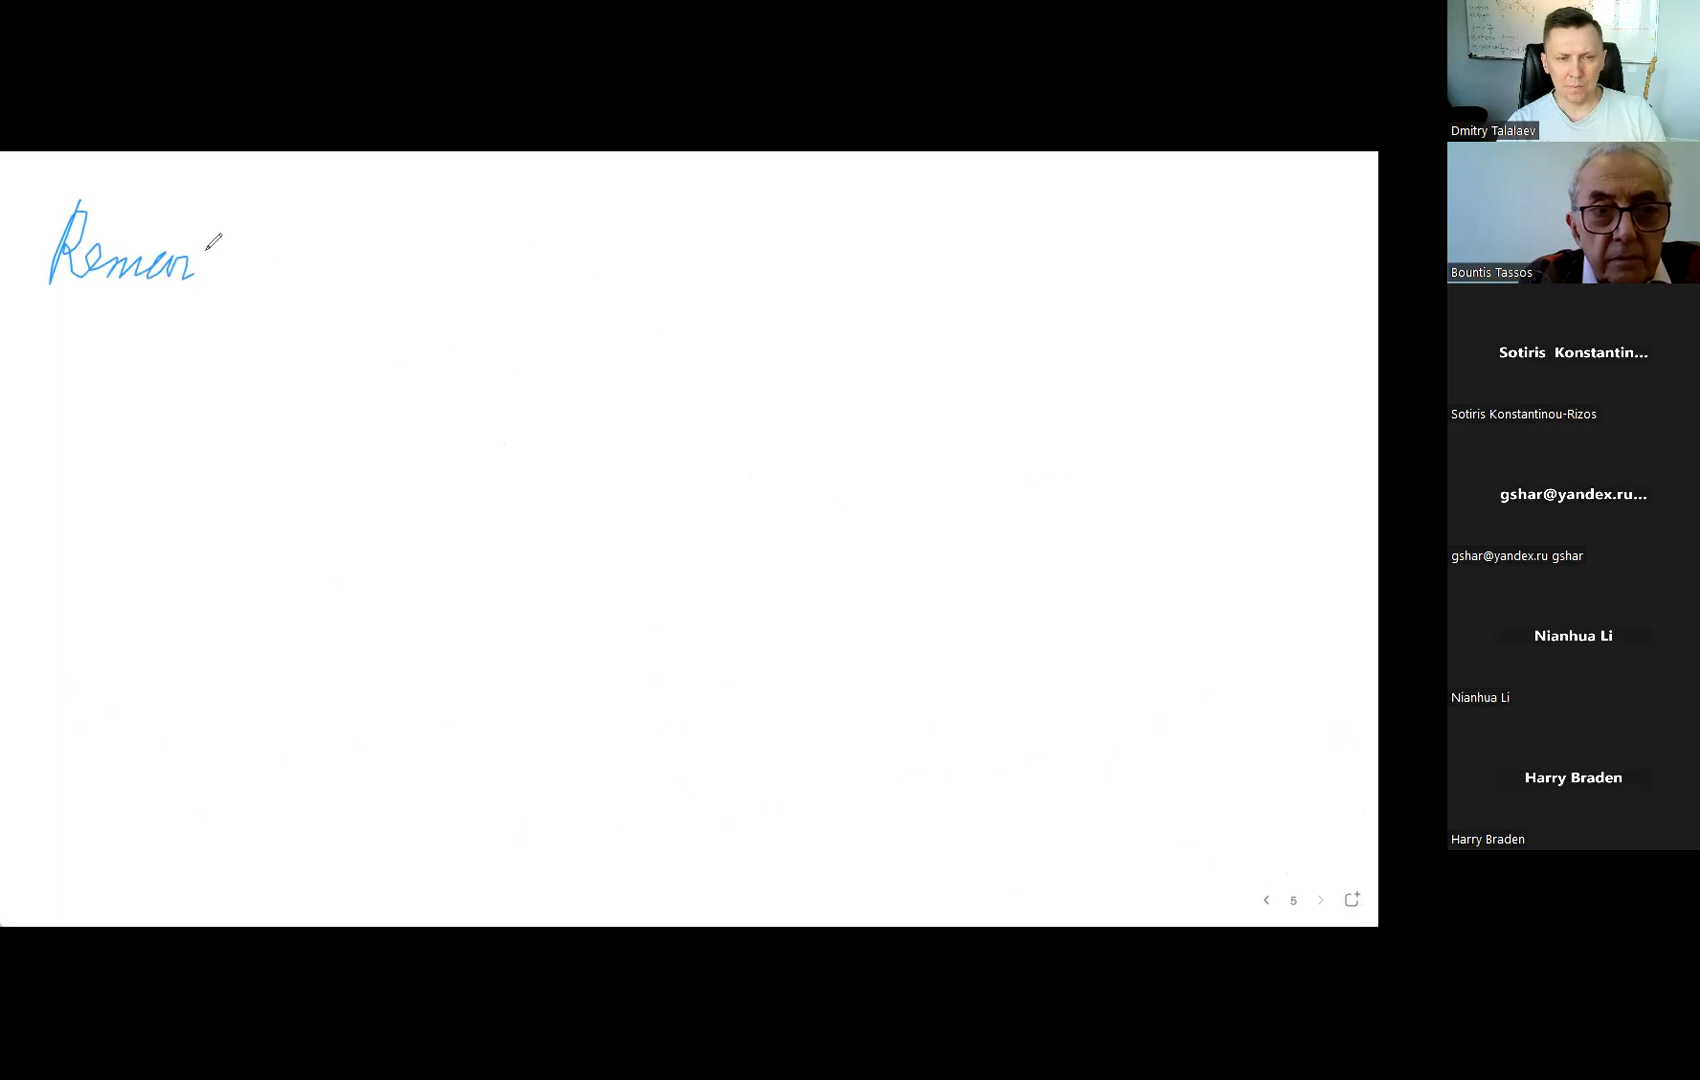 Remar
Dmitry Talalaev
Bountis Tassos
Sotiris Konstantin...
Sotiris Konstantinou-Rizos
gshar@yandex.ru...
gshar@yandex.ru gshar
Nianhua Li
Nianhua Li
Harry Braden
Harry Braden
5